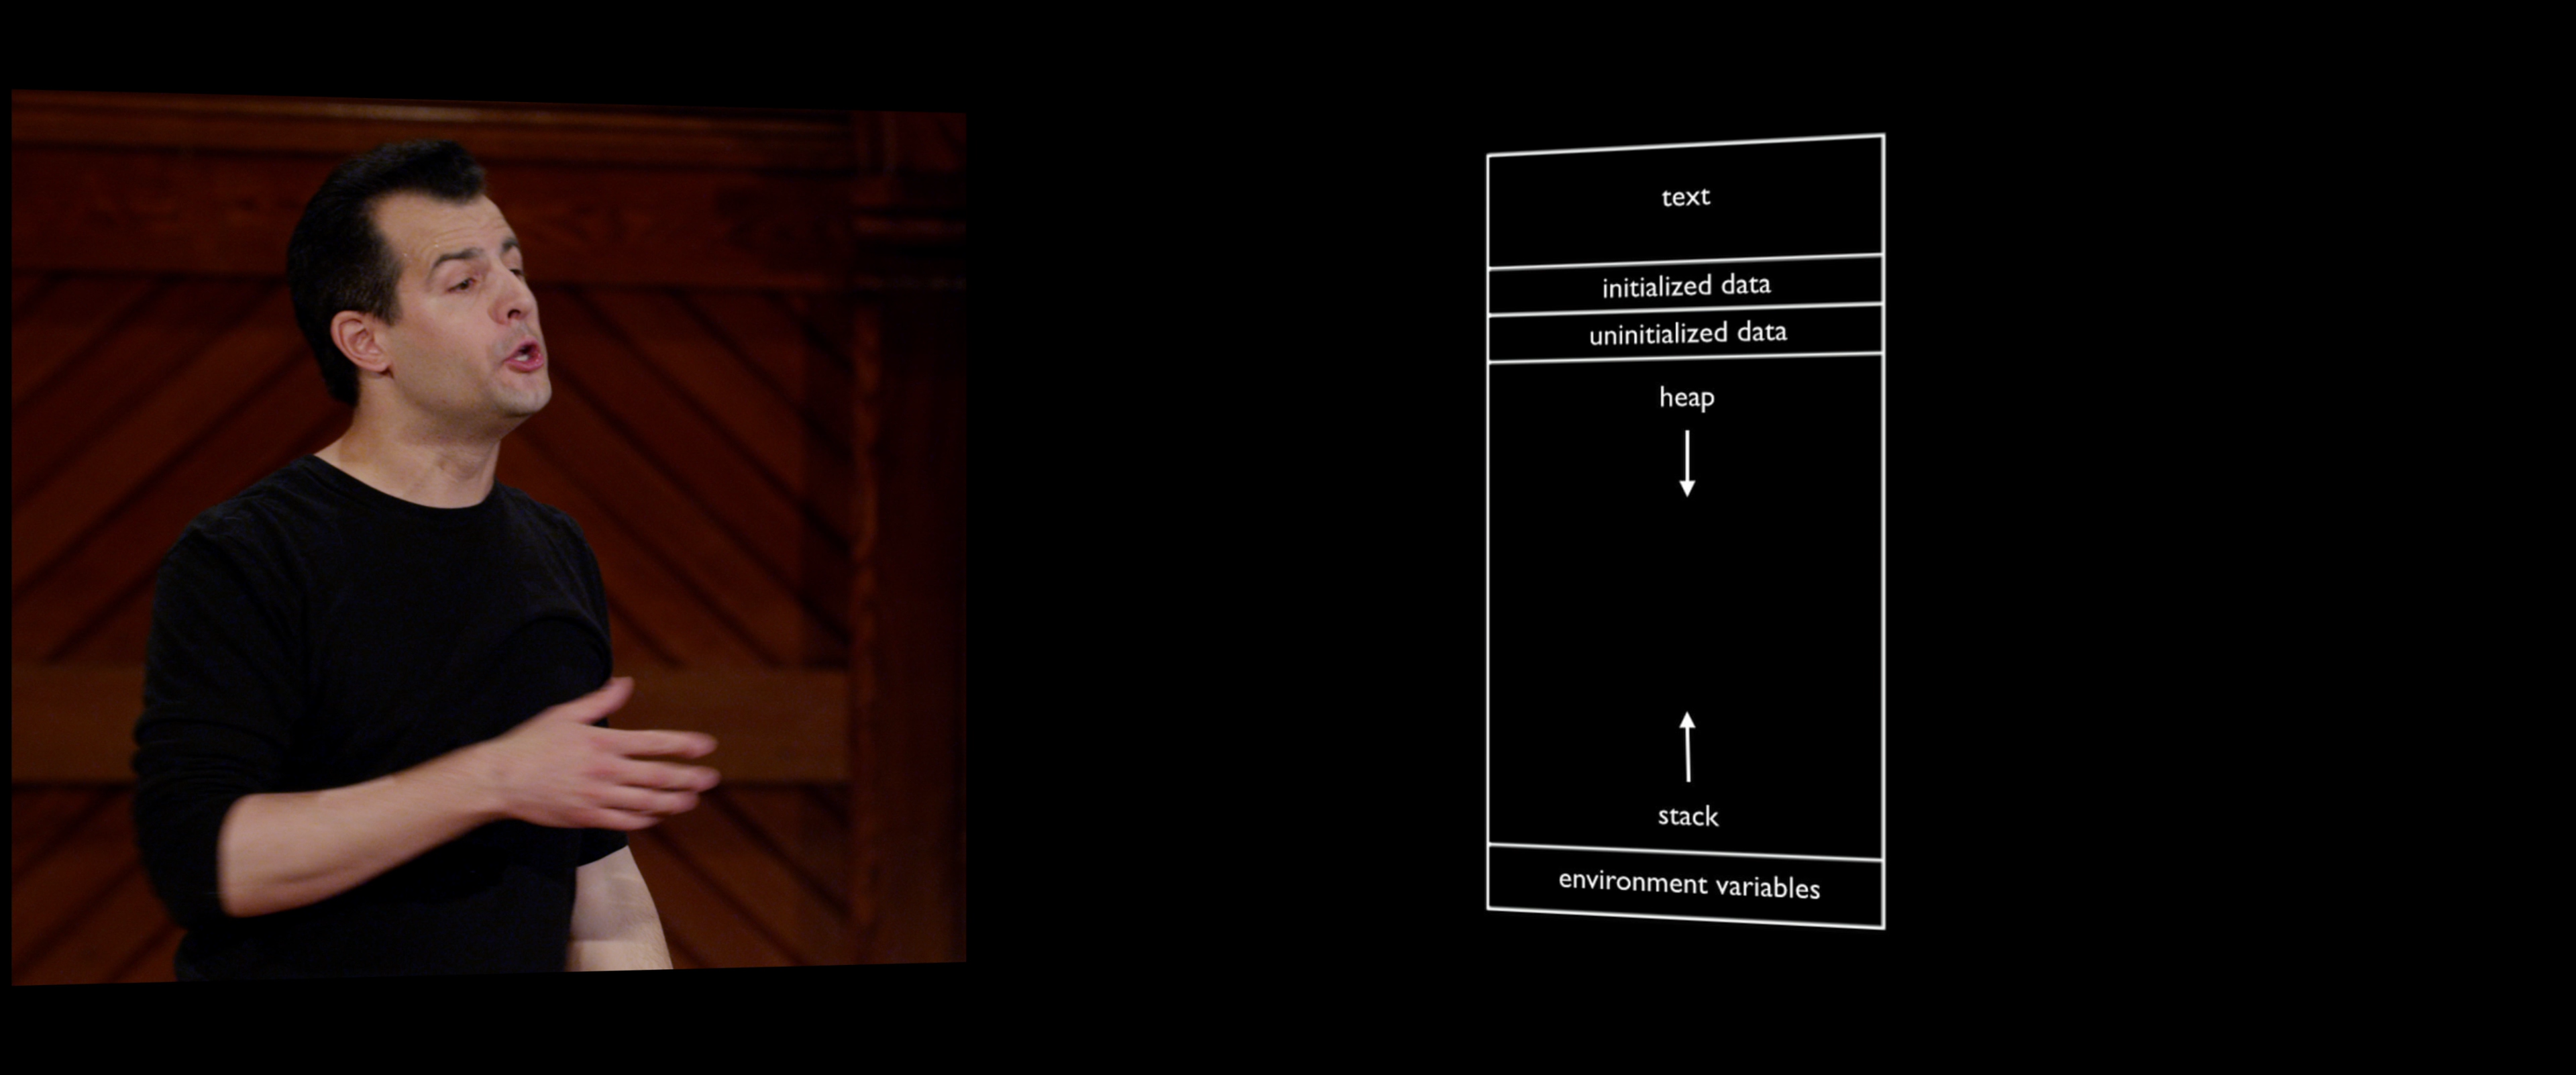 text
initialized data
uninitialized data
heap
stack
environment variables